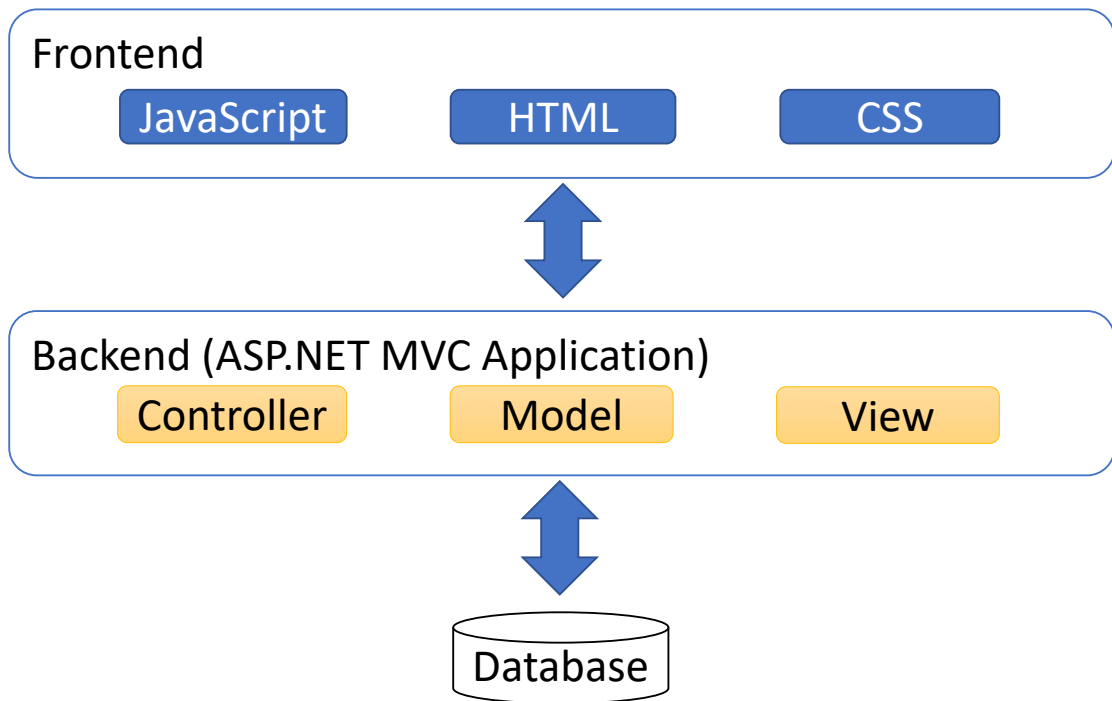 Frontend
JavaScript
HTML
CSS
Backend (ASP.NET MVC Application)
Controller
Model
View
Database